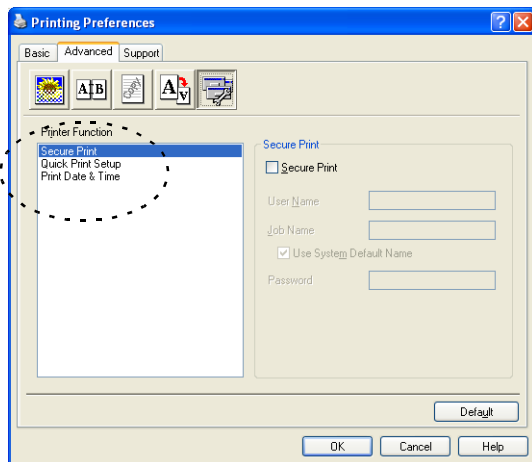 Printing Preferences
Basic Advanced Support
A B copy A A
Printer Function
Secure Print
Quick Print Setup
Print Date & Time
Secure Print
Secure Print
User Name
Job Name
Use System Default Name
Password
Default
OK Cancel Help